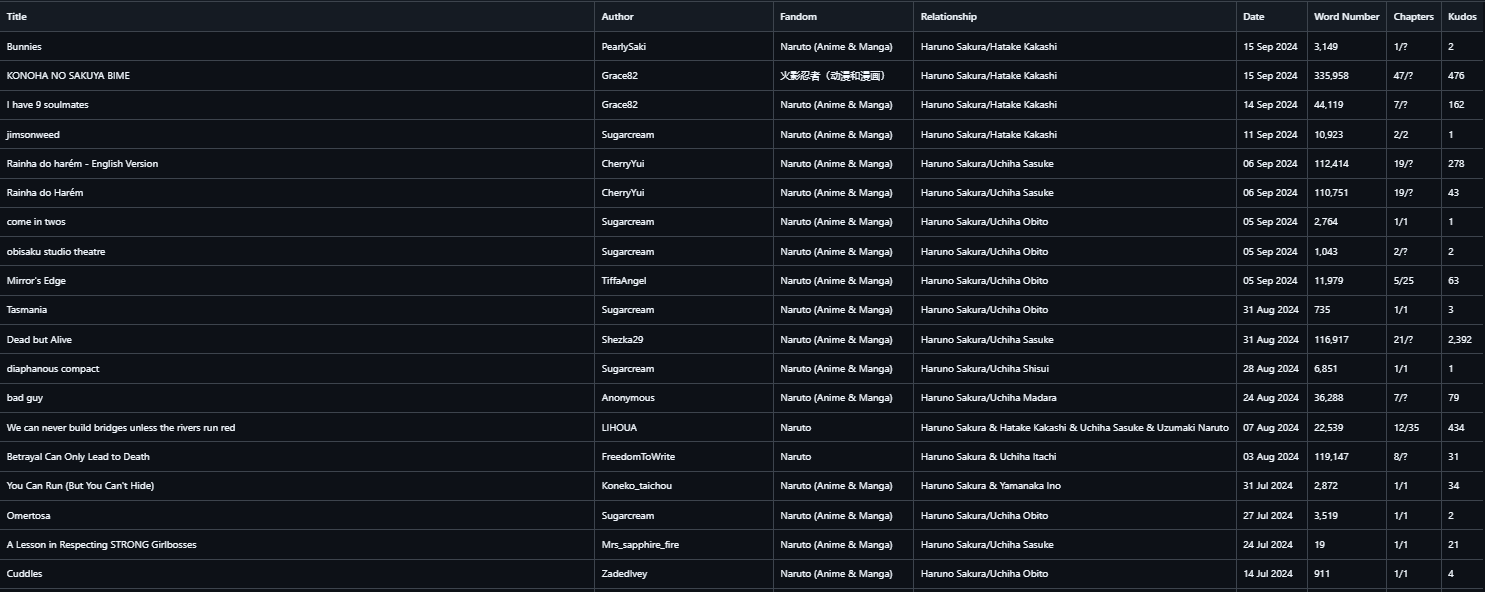 Title Author Fandom Relationship Date Word Number Chapters Kudos
Bunnies PearlySaki Naruto (Anime & Manga) Haruno Sakura/Hatake Kakashi 15 Sep 2024 3,149 1/? 2
KONOHA NO SAKUYA BIME Grace82 火影忍者（动漫和漫画） Haruno Sakura/Hatake Kakashi 15 Sep 2024 335,958 47/? 476
I have 9 soulmates Grace82 Naruto (Anime & Manga) Haruno Sakura/Hatake Kakashi 14 Sep 2024 44,119 7/? 162
jimsonweed Sugarcream Naruto (Anime & Manga) Haruno Sakura/Hatake Kakashi 11 Sep 2024 10,923 2/2 1
Rainha do harém - English Version CherryYui Naruto (Anime & Manga) Haruno Sakura/Uchiha Sasuke 06 Sep 2024 112,414 19/? 278
Rainha do Harém CherryYui Naruto (Anime & Manga) Haruno Sakura/Uchiha Sasuke 06 Sep 2024 110,751 19/? 43
come in twos Sugarcream Naruto (Anime & Manga) Haruno Sakura/Uchiha Obito 05 Sep 2024 2,764 1/1 1
obisaku studio theatre Sugarcream Naruto (Anime & Manga) Haruno Sakura/Uchiha Obito 05 Sep 2024 1,043 2/? 2
Mirror's Edge TiffaAngel Naruto (Anime & Manga) Haruno Sakura/Uchiha Obito 05 Sep 2024 11,979 5/25 63
Tasmania Sugarcream Naruto (Anime & Manga) Haruno Sakura/Uchiha Obito 31 Aug 2024 735 1/1 3
Dead but Alive Shezka29 Naruto (Anime & Manga) Haruno Sakura/Uchiha Sasuke 31 Aug 2024 116,917 21/? 2,392
diaphanous compact Sugarcream Naruto (Anime & Manga) Haruno Sakura/Uchiha Shisui 28 Aug 2024 6,851 1/1 1
bad guy Anonymous Naruto (Anime & Manga) Haruno Sakura/Uchiha Madara 24 Aug 2024 36,288 7/? 79
We can never build bridges unless the rivers run red LIHOUA Naruto Haruno Sakura & Hatake Kakashi & Uchiha Sasuke & Uzumaki Naruto 07 Aug 2024 22,539 12/35 434
Betrayal Can Only Lead to Death FreedomToWrite Naruto Haruno Sakura & Uchiha Itachi 03 Aug 2024 119,147 8/? 31
You Can Run (But You Can't Hide) Koneko_taichou Naruto (Anime & Manga) Haruno Sakura & Yamanaka Ino 31 Jul 2024 2,872 1/1 34
Omertosa Sugarcream Naruto (Anime & Manga) Haruno Sakura/Uchiha Obito 27 Jul 2024 3,519 1/1 2
A Lesson in Respecting STRONG Girlbosses Mrs_sapphire_fire Naruto (Anime & Manga) Haruno Sakura/Uchiha Sasuke 24 Jul 2024 19 1/1 21
Cuddles ZadedIvey Naruto (Anime & Manga) Haruno Sakura/Uchiha Obito 14 Jul 2024 911 1/1 4